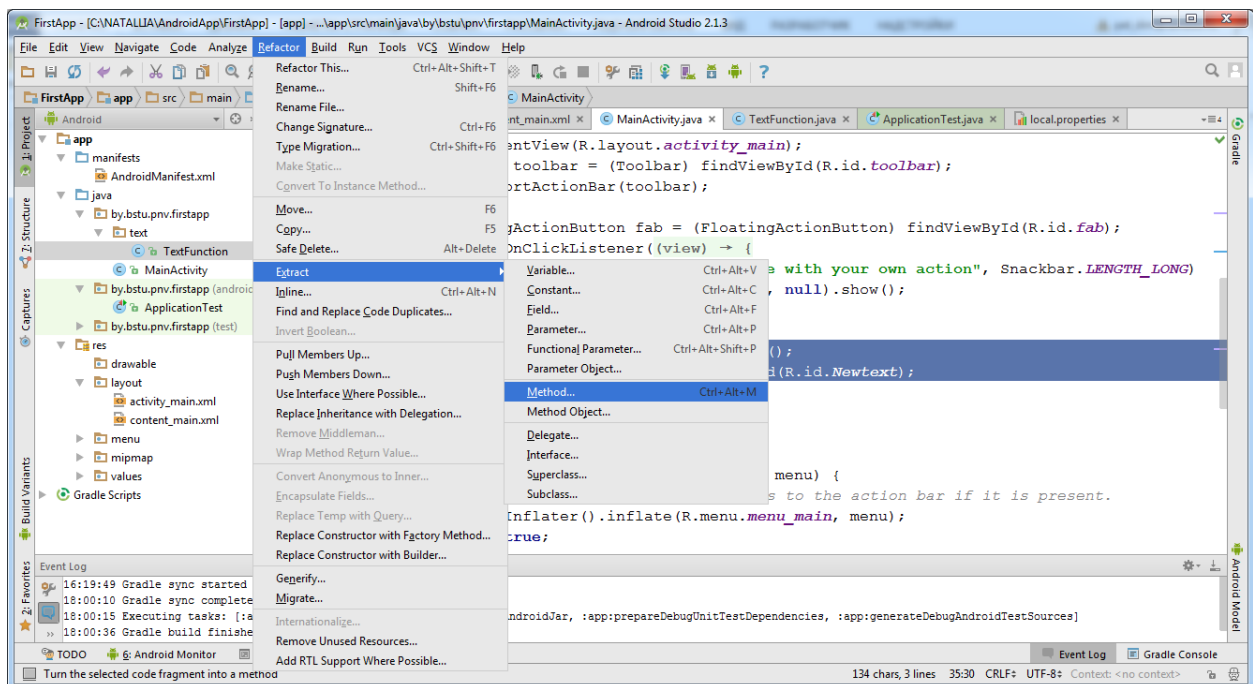 FirstApp - [C:\NATALLIA\AndroidApp\FirstApp] - [app] - ...\app\src\main\java\by\bstu\pnv\firstapp\MainActivity.java - Android Studio 2.1.3
File Edit View Navigate Code Analyze Refactor Build Run Tools VCS Window Help
FirstApp app src main
MainActivity
Android
nt_main.xml MainActivity.java TextFunction.java ApplicationTest.java local.properties
1: Project
Z: Structure
Captures
Build Variants
2: Favorites
Gradle
Android Model
app
manifests
AndroidManifest.xml
java
by.bstu.pnv.firstapp
text
TextFunction
MainActivity
by.bstu.pnv.firstapp (androic
ApplicationTest
by.bstu.pnv.firstapp (test)
res
drawable
layout
activity_main.xml
content_main.xml
menu
mipmap
values
Gradle Scripts
Refactor This... Ctrl+Alt+Shift+T
Rename... Shift+F6
Rename File...
Change Signature... Ctrl+F6
Type Migration... Ctrl+Shift+F6
Make Static...
Convert To Instance Method...
Move... F6
Copy... F5
Safe Delete... Alt+Delete
Extract
Inline... Ctrl+Alt+N
Find and Replace Code Duplicates...
Invert Boolean...
Pull Members Up...
Push Members Down...
Use Interface Where Possible...
Replace Inheritance with Delegation...
Remove Middleman...
Wrap Method Return Value...
Convert Anonymous to Inner...
Encapsulate Fields...
Replace Temp with Query...
Replace Constructor with Factory Method...
Replace Constructor with Builder...
Generify...
Migrate...
Internationalize...
Remove Unused Resources...
Add RTL Support Where Possible...
Variable... Ctrl+Alt+V
Constant... Ctrl+Alt+C
Field... Ctrl+Alt+F
Parameter... Ctrl+Alt+P
Functional Parameter... Ctrl+Alt+Shift+P
Parameter Object...
Method... Ctrl+Alt+M
Method Object...
Delegate...
Interface...
Superclass...
Subclass...
entView(R.layout.activity_main);
toolbar = (Toolbar) findViewById(R.id.toolbar);
ortActionBar(toolbar);
gActionButton fab = (FloatingActionButton) findViewById(R.id.fab);
OnClickListener((view) → {
e with your own action", Snackbar.LENGTH_LONG)
, null).show();
();
d(R.id.Newtext);
menu) {
s to the action bar if it is present.
Inflater().inflate(R.menu.menu_main, menu);
true;
Event Log
16:19:49 Gradle sync started
18:00:10 Gradle sync complete
18:00:15 Executing tasks: [:a
ndroidJar, :app:prepareDebugUnitTestDependencies, :app:generateDebugAndroidTestSources]
18:00:36 Gradle build finishe
TODO 6: Android Monitor Event Log Gradle Console
Turn the selected code fragment into a method 134 chars, 3 lines 35:30 CRLF UTF-8 Context: <no context>